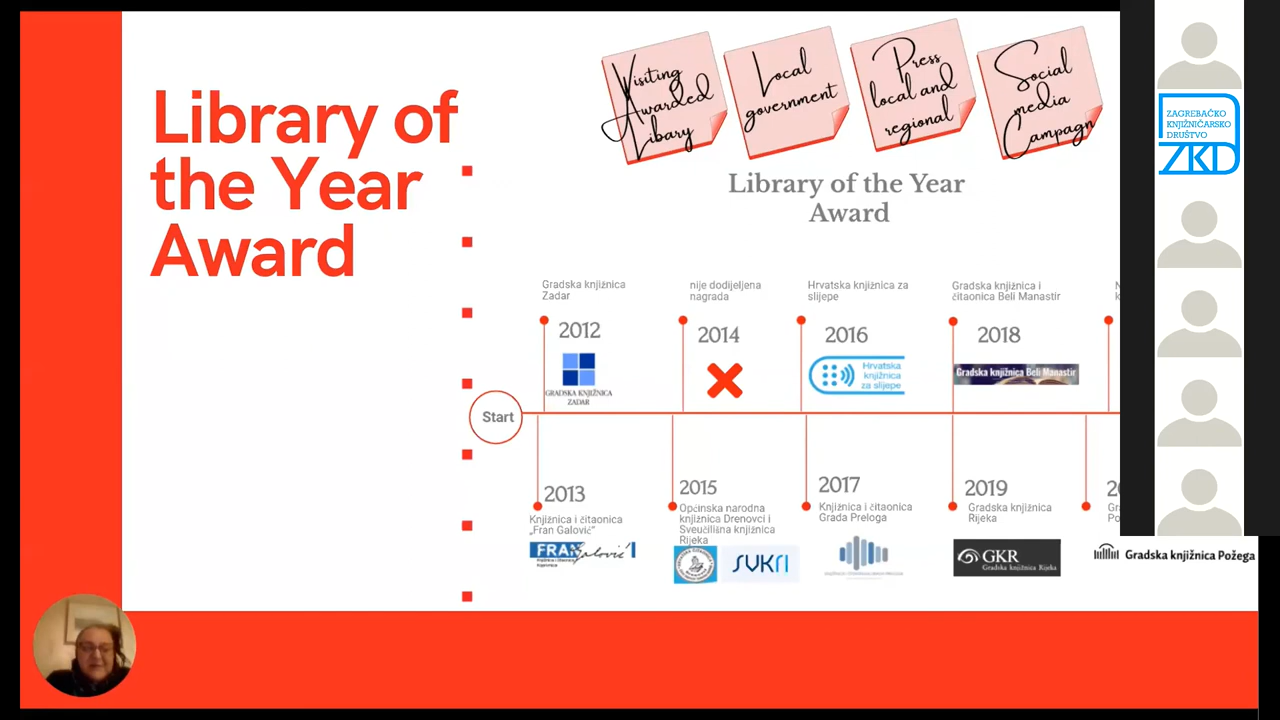 Library of
the Year
Award
Visiting
Awarded
Libary
Local
government
Press
local and
regional
Social
media
Campagn
ZAGREBAČKO
KNJIŽNIČARSKO
DRUŠTVO
ZKD
Library of the Year
Award
Gradska knjižnica
Zadar
nije dodijeljena
nagrada
Hrvatska knjižnica za
slijepe
Gradska knjižnica i
čitaonica Beli Manastir
2012
2014
2016
2018
GRADSKA KNJIŽNICA
ZADAR
Hrvatska
knjižnica
za slijepe
Gradska knjižnica Beli Manastir
Start
2013
2015
2017
2019
Knjižnica i čitaonica
„Fran Galović"
Općinska narodna
knjižnica Drenovci i
Sveučilišna knjižnica
Rijeka
Knjižnica i čitaonica
Grada Preloga
Gradska knjižnica
Rijeka
FRAN Galović
SVKRI
GKR
Gradska knjižnica Rijeka
Gradska knjižnica Požega